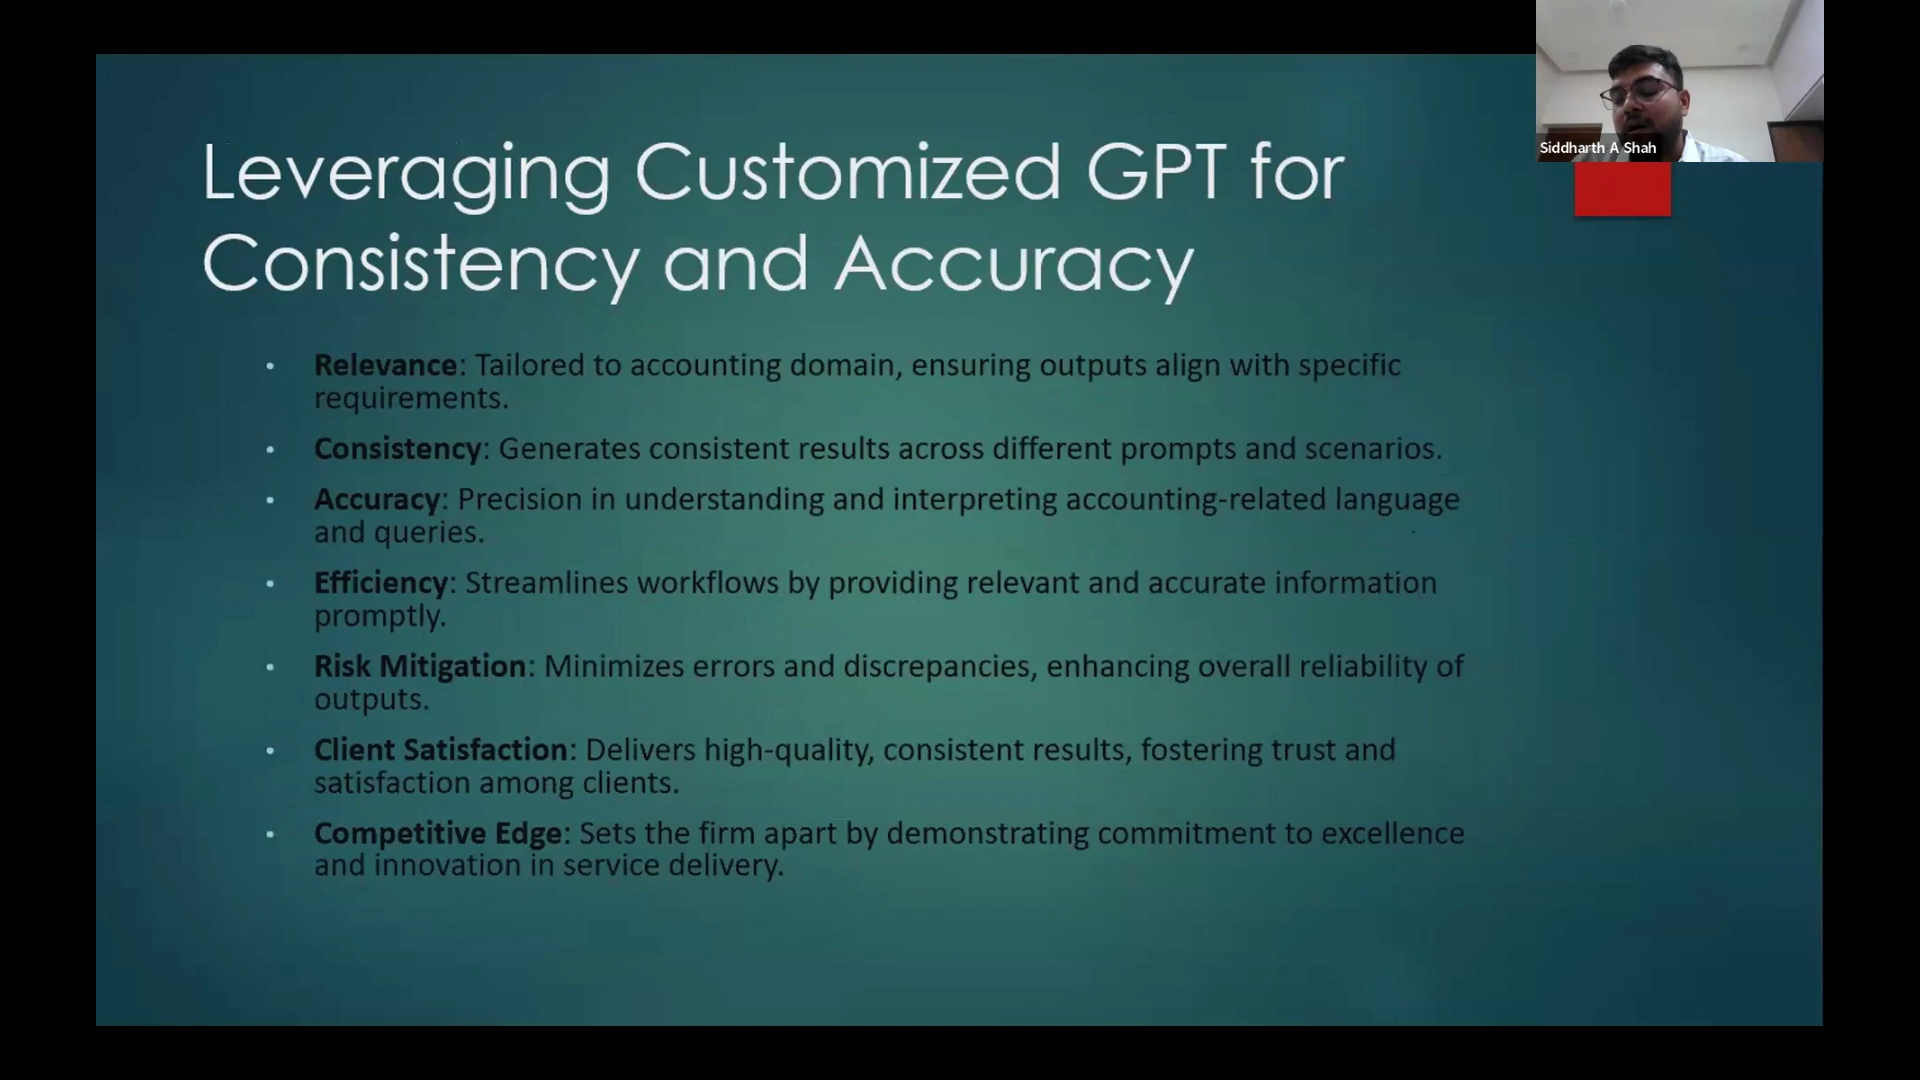 Siddharth A Shah
Leveraging Customized GPT for
Consistency and Accuracy
• Relevance: Tailored to accounting domain, ensuring outputs align with specific
requirements.
• Consistency: Generates consistent results across different prompts and scenarios.
• Accuracy: Precision in understanding and interpreting accounting-related language
and queries.
• Efficiency: Streamlines workflows by providing relevant and accurate information
promptly.
• Risk Mitigation: Minimizes errors and discrepancies, enhancing overall reliability of
outputs.
• Client Satisfaction: Delivers high-quality, consistent results, fostering trust and
satisfaction among clients.
• Competitive Edge: Sets the firm apart by demonstrating commitment to excellence
and innovation in service delivery.